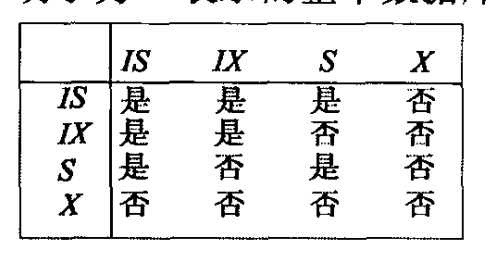 IS IX S X
IS 是 是 是 否
IX 是 是 否 否
S 是 否 是 否
X 否 否 否 否